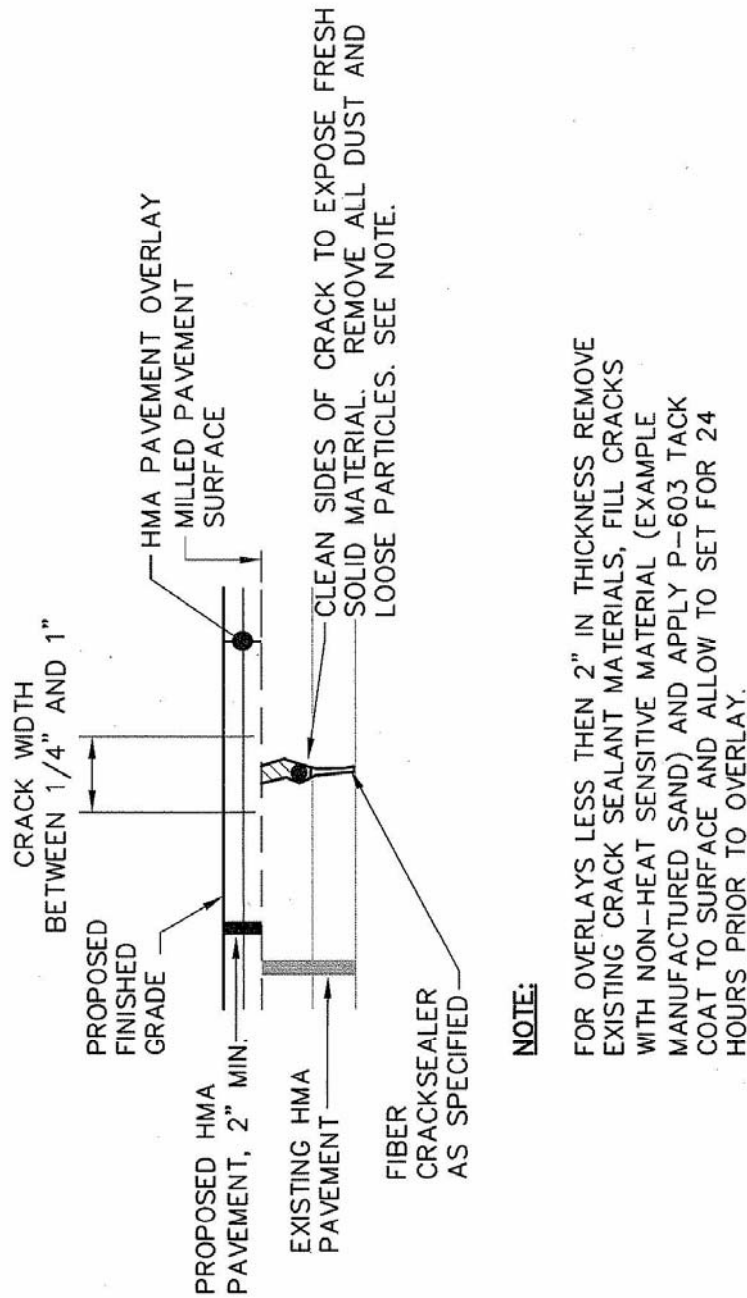 CRACK WIDTH
BETWEEN 1/4" AND 1"
PROPOSED
FINISHED
GRADE
HMA PAVEMENT OVERLAY
MILLED PAVEMENT
SURFACE
PROPOSED HMA
PAVEMENT, 2" MIN.
EXISTING HMA
PAVEMENT
CLEAN SIDES OF CRACK TO EXPOSE FRESH
SOLID MATERIAL. REMOVE ALL DUST AND
LOOSE PARTICLES. SEE NOTE.
FIBER
CRACKSEALER
AS SPECIFIED
NOTE:
FOR OVERLAYS LESS THEN 2" IN THICKNESS REMOVE
EXISTING CRACK SEALANT MATERIALS, FILL CRACKS
WITH NON-HEAT SENSITIVE MATERIAL (EXAMPLE
MANUFACTURED SAND) AND APPLY P-603 TACK
COAT TO SURFACE AND ALLOW TO SET FOR 24
HOURS PRIOR TO OVERLAY.